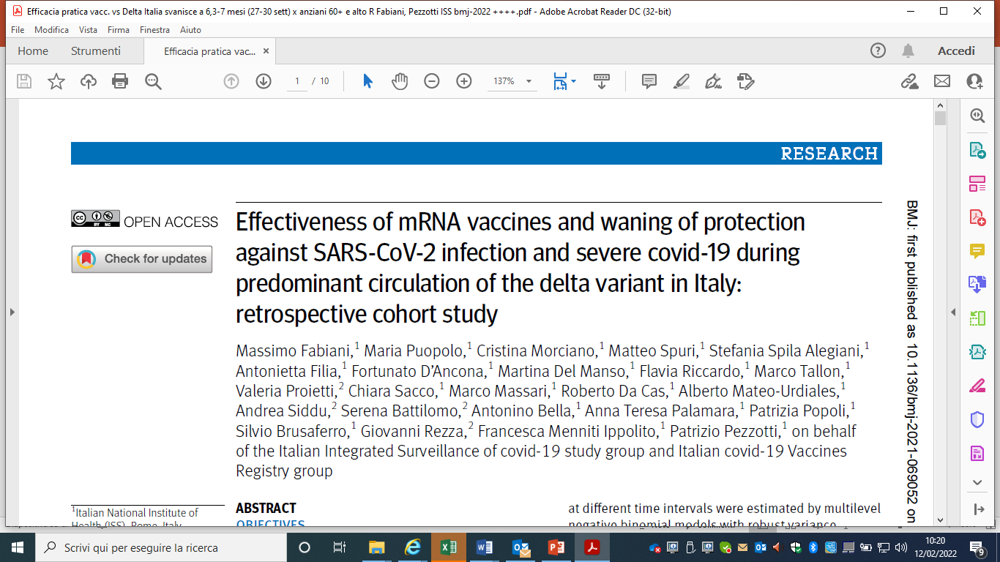 Efficacia pratica vacc. vs Delta Italia svanisce a 6,3-7 mesi (27-30 sett) x anziani 60+ e alto R Fabiani, Pezzotti ISS bmj-2022 ++++.pdf - Adobe Acrobat Reader DC (32-bit)
File Modifica Vista Firma Finestra Aiuto
Home Strumenti Efficacia pratica vac... × Accedi
1 / 10 137%
RESEARCH
OPEN ACCESS
Check for updates
Effectiveness of mRNA vaccines and waning of protection
against SARS-CoV-2 infection and severe covid-19 during
predominant circulation of the delta variant in Italy:
retrospective cohort study
Massimo Fabiani,1 Maria Puopolo,1 Cristina Morciano,1 Matteo Spuri,1 Stefania Spila Alegiani,1
Antonietta Filia,1 Fortunato D’Ancona,1 Martina Del Manso,1 Flavia Riccardo,1 Marco Tallon,1
Valeria Proietti,2 Chiara Sacco,1 Marco Massari,1 Roberto Da Cas,1 Alberto Mateo-Urdiales,1
Andrea Siddu,2 Serena Battilomo,2 Antonino Bella,1 Anna Teresa Palamara,1 Patrizia Popoli,1
Silvio Brusaferro,1 Giovanni Rezza,2 Francesca Menniti Ippolito,1 Patrizio Pezzotti,1 on behalf
of the Italian Integrated Surveillance of covid-19 study group and Italian covid-19 Vaccines
Registry group
BMJ: first published as 10.1136/bmj-2021-069052 on
1Italian National Institute of
Health (ISS), Rome, Italy
ABSTRACT
OBJECTIVES
at different time intervals were estimated by multilevel
negative binomial models with robust variance
Scrivi qui per eseguire la ricerca
10:20
12/02/2022
9